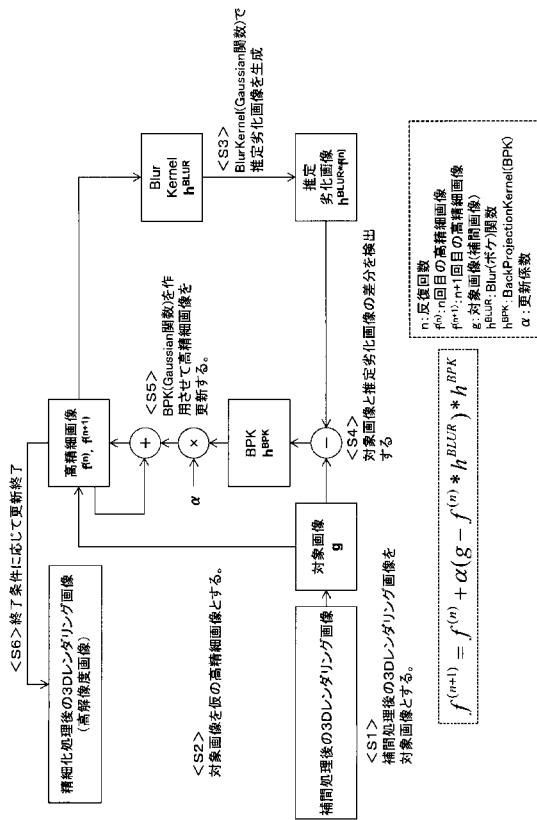 ＜S6＞終了条件に応じて更新終了
精細化処理後の3Dレンダリング画像
(高解像度画像)
高精細画像
f(n), f(n+1)
Blur
Kernel
hBLUR
＜S3＞
BlurKernel(Gaussian関数)で
推定劣化画像を生成
＜S5＞
BPK(Gaussian関数)を作
用させて高精細画像を
更新する。
+
×
α
BPK
hBPK
−
推定
劣化画像
hBLUR*f(n)
＜S4＞
対象画像と推定劣化画像の差分を検出
する
＜S2＞
対象画像を仮の高精細画像とする。
対象画像
g
補間処理後の3Dレンダリング画像
＜S1＞
補間処理後の3Dレンダリング画像を
対象画像とする。
f^(n+1) = f^(n) + α(g − f^(n) * h^BLUR) * h^BPK
n:反復回数
f(n):n回目の高精細画像
f(n+1):n+1回目の高精細画像
g:対象画像(補間画像)
hBLUR:Blur(ボケ)関数
hBPK:BackProjectionKernel(BPK)
α:更新係数